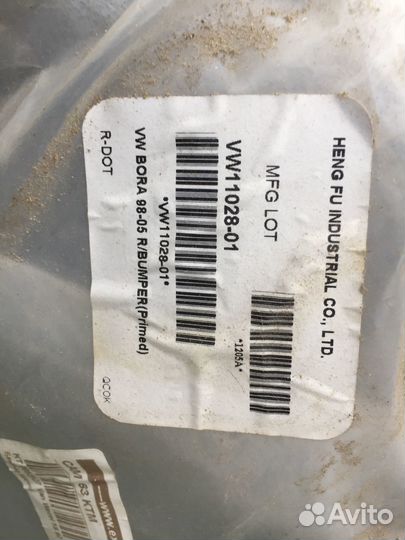 HENG FU INDUSTRIAL CO., LTD.
MFG LOT
*1205A*
VW11028-01
*VW11028-01*
VW BORA 98-05 R/BUMPER(Primed)
R-DOT
QCOK
Avito